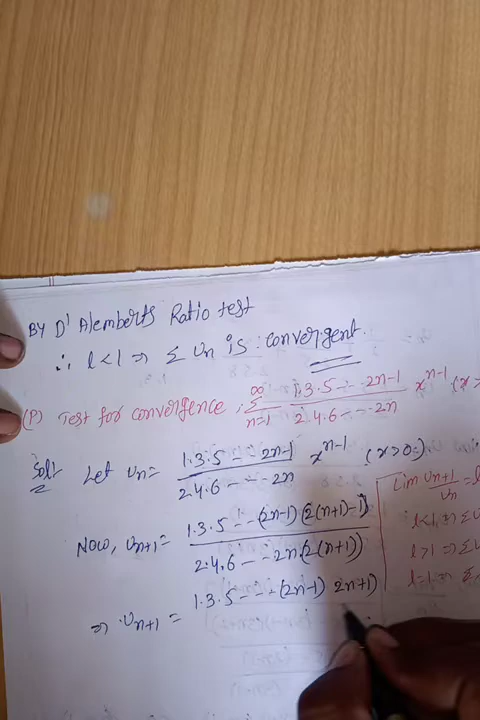 BY D' Alemberts Ratio test
∴ l<1 ⇒ Σ Un is : convergent.
(P) Test for convergence ; ∞ Σ n=1 1.3.5 - - - 2n-1 / 2.4.6 - - - 2n x^n-1 (x>
Sol: Let Un = 1.3.5 - - 2n-1 / 2.4.6 - - - 2n x^n-1 (x>0)
Now, Un+1 = 1.3.5 - - (2n-1) (2(n+1)-1) / 2.4.6 - - 2n (2(n+1))
⇒ Un+1 = 1.3.5 - - - (2n-1) 2n+1)
Lim Un+1 / Un = l
l<1, ⇒ Σ U
l>1 ⇒ Σ U
l=1 ⇒ Σ